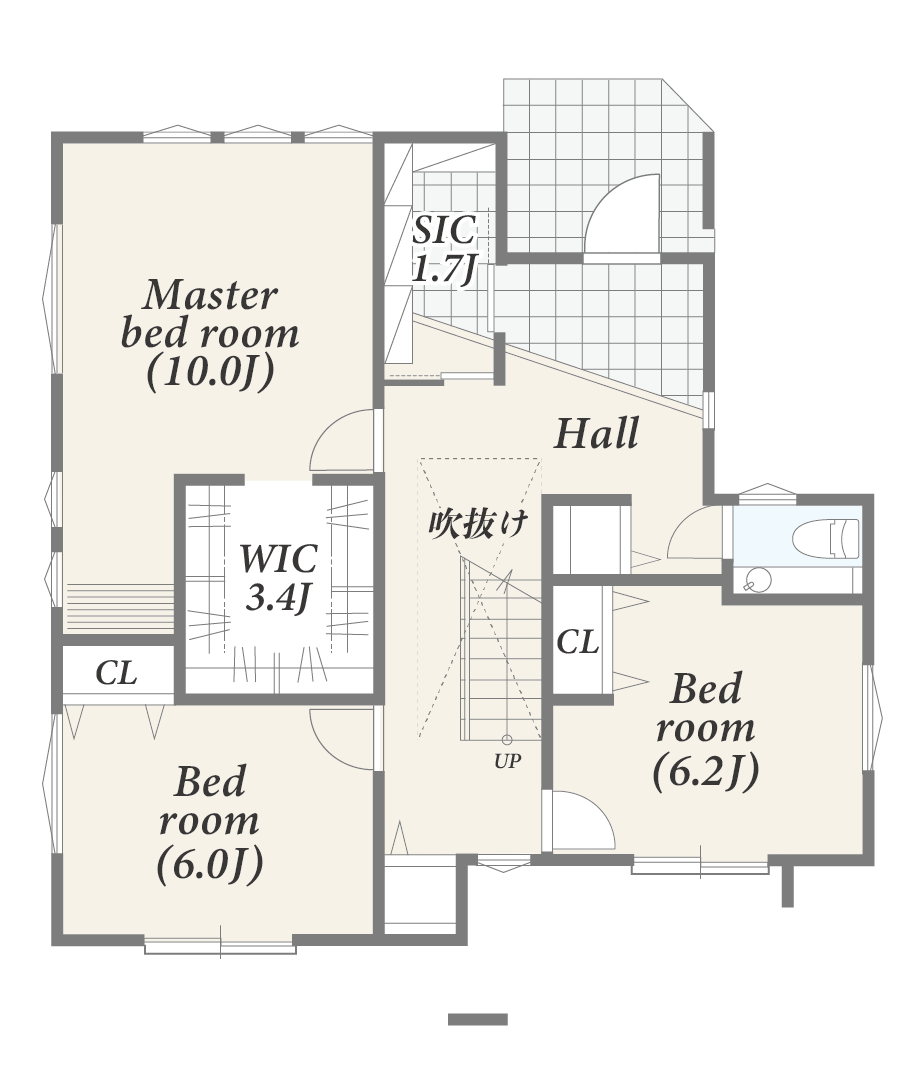 SIC
1.7J
Master
bed room
(10.0J)
Hall
吹抜け
WIC
3.4J
CL
CL
UP
Bed
room
(6.2J)
Bed
room
(6.0J)